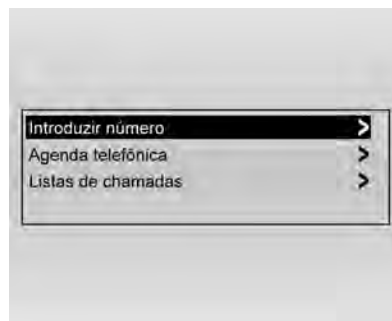 Introduzir número
Agenda telefónica
Listas de chamadas